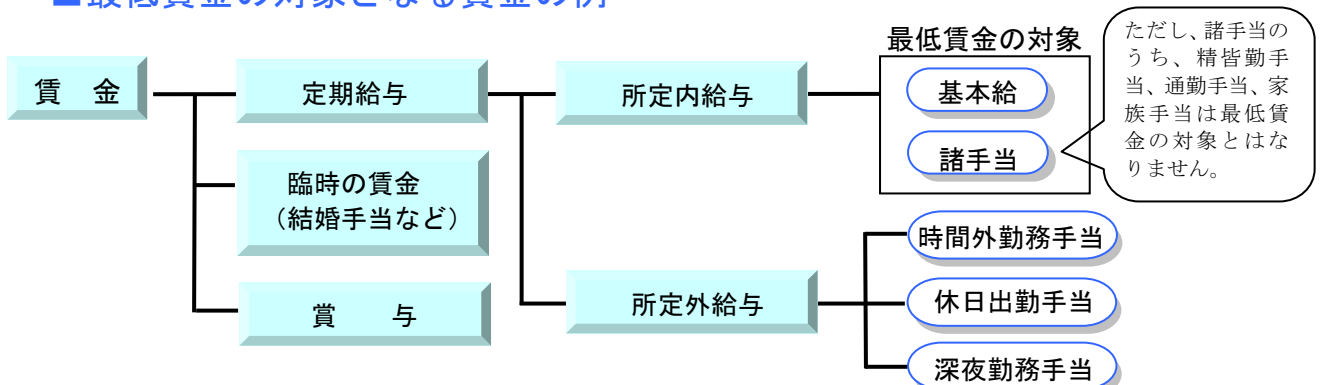 ■最低賃金の対象となる賃金の例
賃 金
定期給与
臨時の賃金
（結婚手当など）
賞 与
所定内給与
所定外給与
最低賃金の対象
基本給
諸手当
ただし、諸手当の
うち、精皆勤手
当、通勤手当、家
族手当は最低賃
金の対象とはな
りません。
時間外勤務手当
休日出勤手当
深夜勤務手当